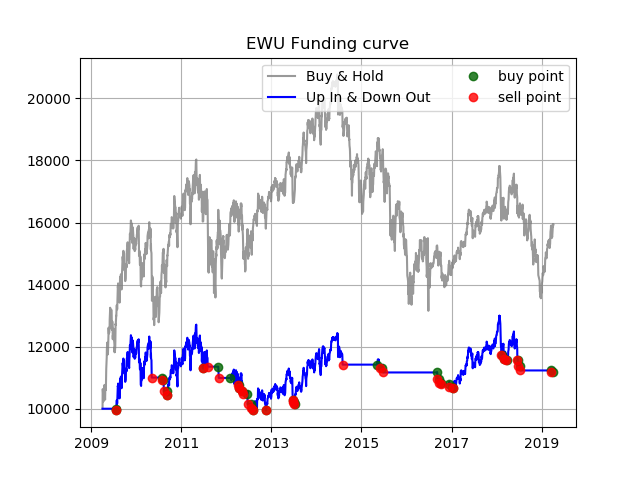 EWU Funding curve
Buy & Hold
Up In & Down Out
buy point
sell point
20000
18000
16000
14000
12000
10000
2009
2011
2013
2015
2017
2019